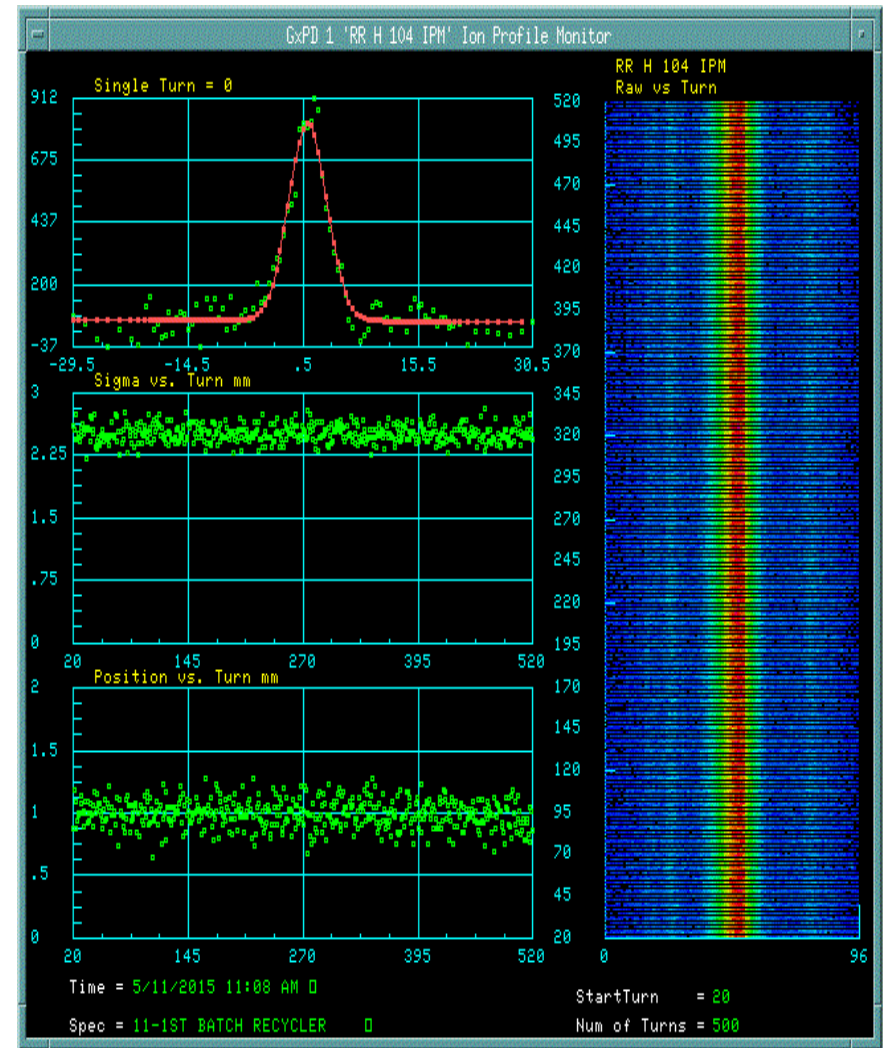 GxPD 1 'RR H 104 IPM' Ion Profile Monitor
Single Turn = 0
912
675
437
200
-37
-29.5 -14.5 .5 15.5 30.5
Sigma vs. Turn mm
3
2.25
1.5
.75
0
20 145 270 395 520
Position vs. Turn mm
2
1.5
1
.5
0
20 145 270 395 520
RR H 104 IPM
Raw vs Turn
520
495
470
445
420
395
370
345
320
295
270
245
220
195
170
145
120
95
70
45
20
0 96
Time = 5/11/2015 11:08 AM
Spec = 11-1ST BATCH RECYCLER
StartTurn = 20
Num of Turns = 500